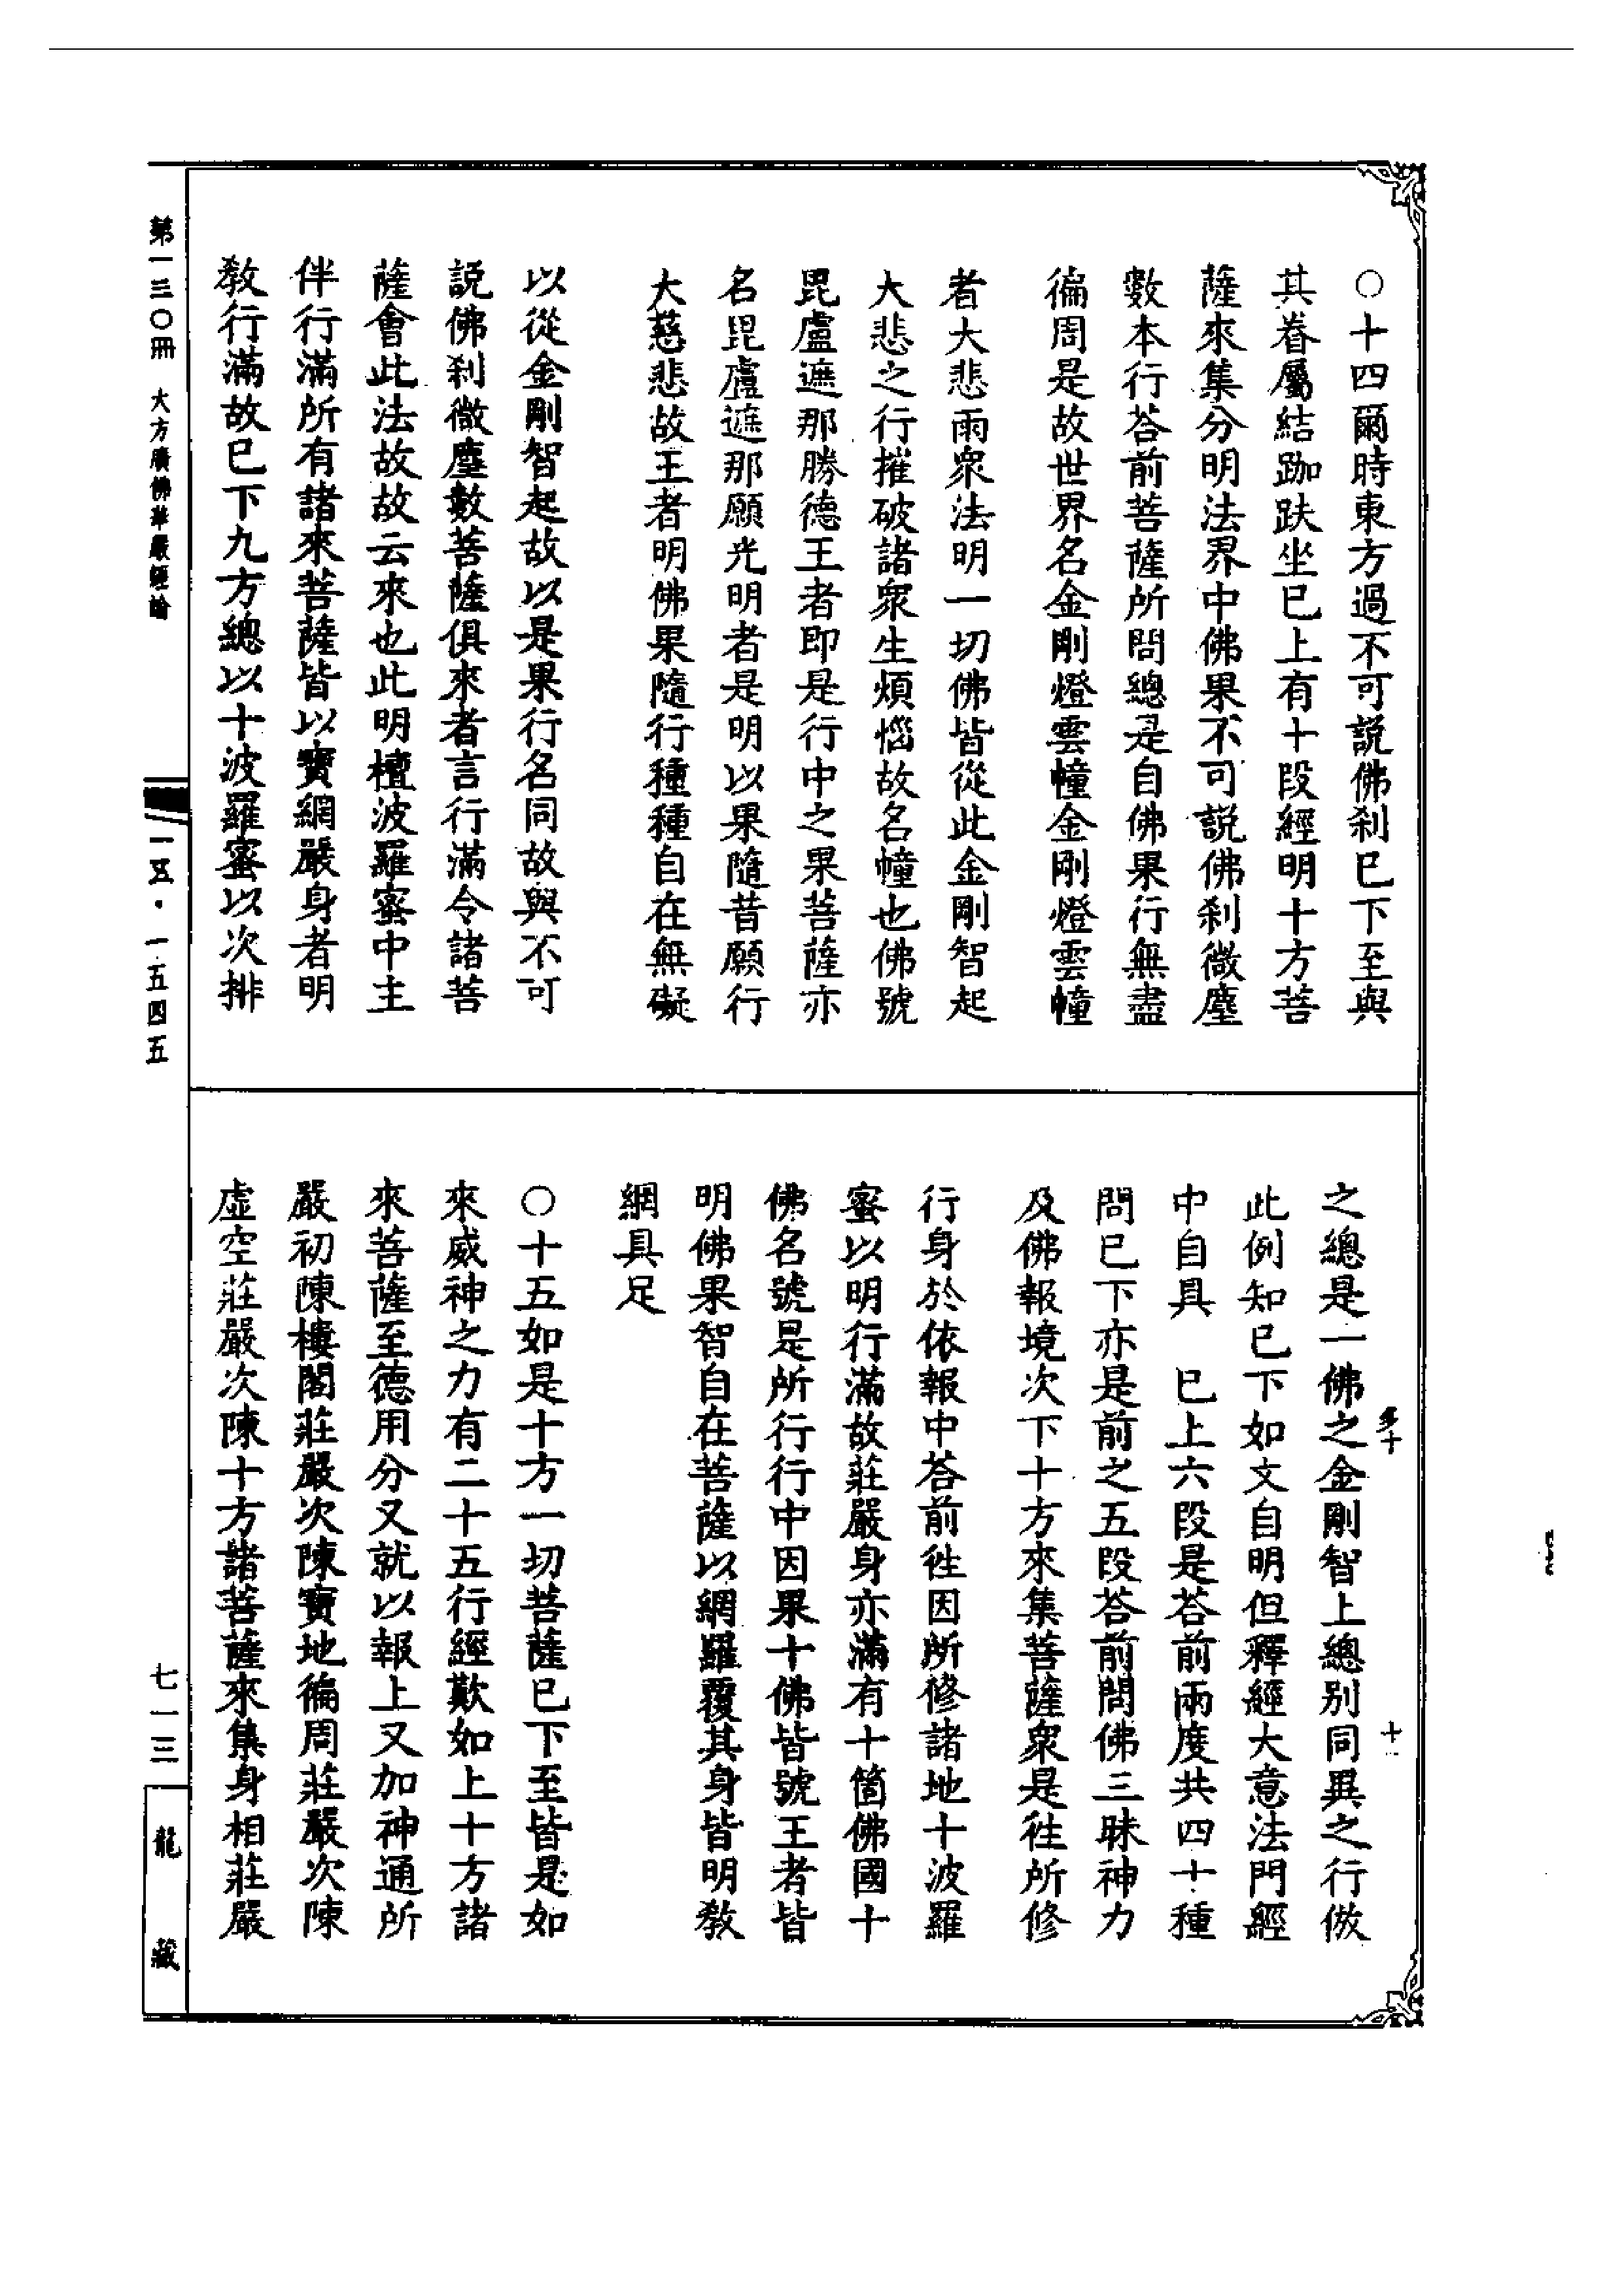 ○十四爾時東方過不可説佛刹已下至與
其眷屬結跏趺坐已上有十段經明十方菩
薩來集分明法界中佛果不可説佛刹微塵
數本行荅前菩薩所問總是自佛果行無盡
徧周是故世界名金剛燈雲幢金剛燈雲幢
者大悲雨衆法明一切佛皆從此金剛智起
大悲之行摧破諸衆生煩惱故名幢也佛號
毘盧遮那勝德王者即是行中之果菩薩亦
名毘盧遮那願光明者是明以果隨昔願行
大慈悲故王者明佛果隨行種種自在無礙
以從金剛智起故以是果行名同故與不可
説佛刹微塵數菩薩俱來者言行滿令諸菩
薩會此法故故云來也此明檀波羅蜜中主
伴行滿所有諸來菩薩皆以寶網嚴身者明
教行滿故已下九方總以十波羅蜜以次排
之總是一佛之金剛智上總別同異之行倣
此例知已下如文自明但釋經大意法門經
中自具　已上六段是荅前兩度共四十種
問已下亦是前之五段荅前問佛三昧神力
及佛報境次下十方來集菩薩衆是徃所修
行身於依報中荅前徃因所修諸地十波羅
蜜以明行滿故莊嚴身亦滿有十箇佛國十
佛名號是所行行中因果十佛皆號王者皆
明佛果智自在菩薩以網羅覆其身皆明教
網具足
○十五如是十方一切菩薩已下至皆是如
來威神之力有二十五行經歎如上十方諸
來菩薩至德用分又就以報上又加神通所
嚴初陳樓閣莊嚴次陳寶地徧周莊嚴次陳
虛空莊嚴次陳十方諸菩薩來集身相莊嚴
多十
十
第一三〇冊　大方廣佛華嚴經論
一五·一五四五
七一三
龍藏